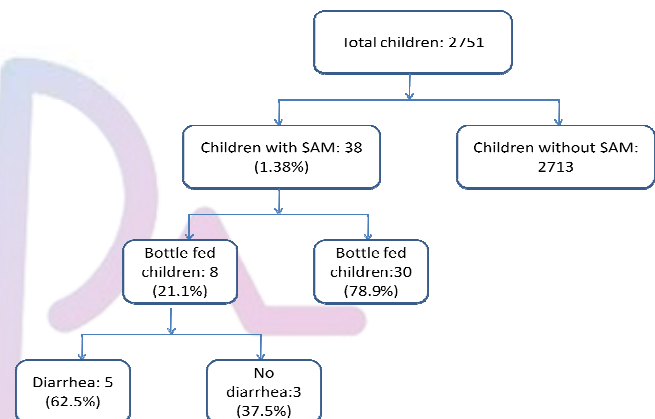 Total children: 2751
Children with SAM: 38
(1.38%)
Children without SAM:
2713
Bottle fed
children: 8
(21.1%)
Bottle fed
children:30
(78.9%)
Diarrhea: 5
(62.5%)
No
diarrhea:3
(37.5%)